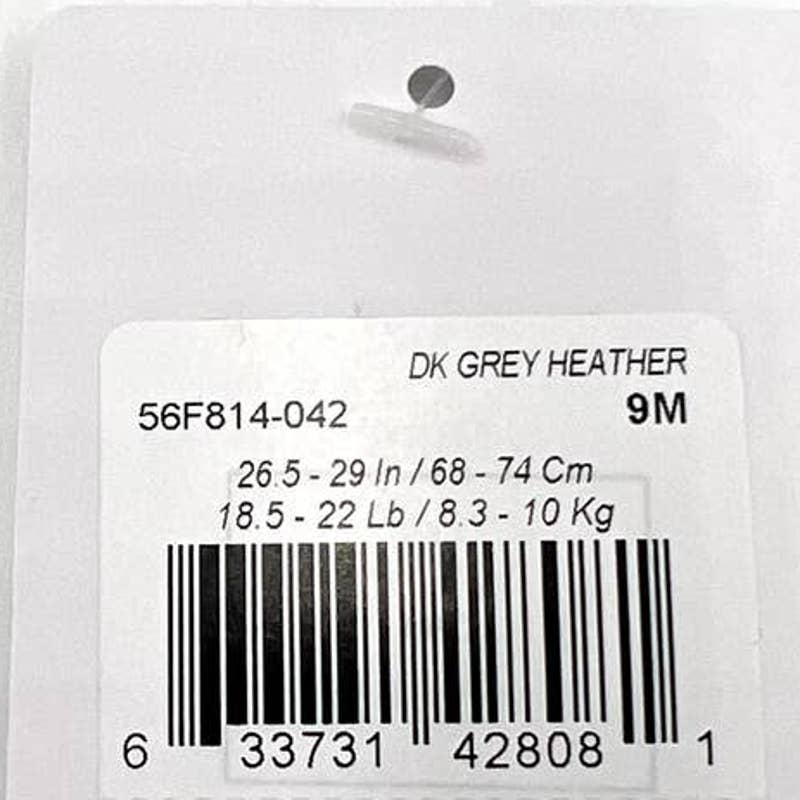 DK GREY HEATHER
56F814-042 9M
26.5 - 29 In / 68 - 74 Cm
18.5 - 22 Lb / 8.3 - 10 Kg
6 33731 42808 1